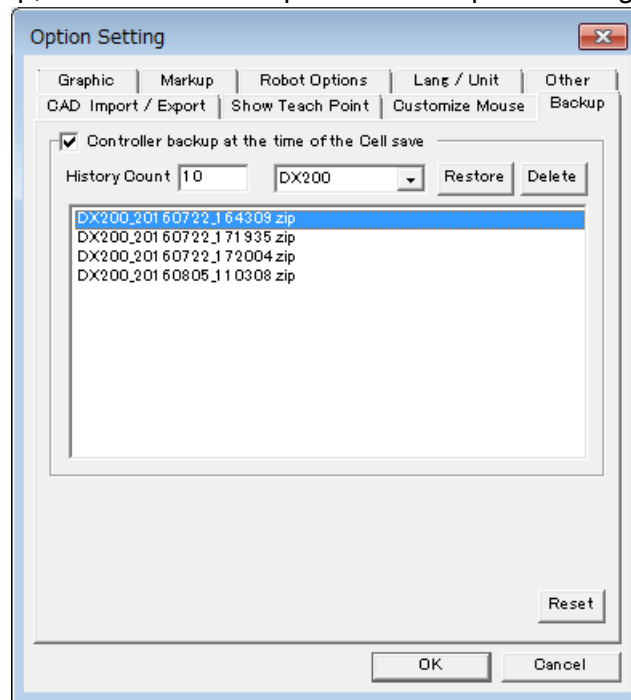 Option Setting
Graphic Markup Robot Options Lang / Unit Other
CAD Import / Export Show Teach Point Customize Mouse Backup
Controller backup at the time of the Cell save
History Count 10 DX200 Restore Delete
DX200_20160722_164309.zip
DX200_20160722_171935.zip
DX200_20160722_172004.zip
DX200_20160805_110308.zip
Reset
OK Cancel